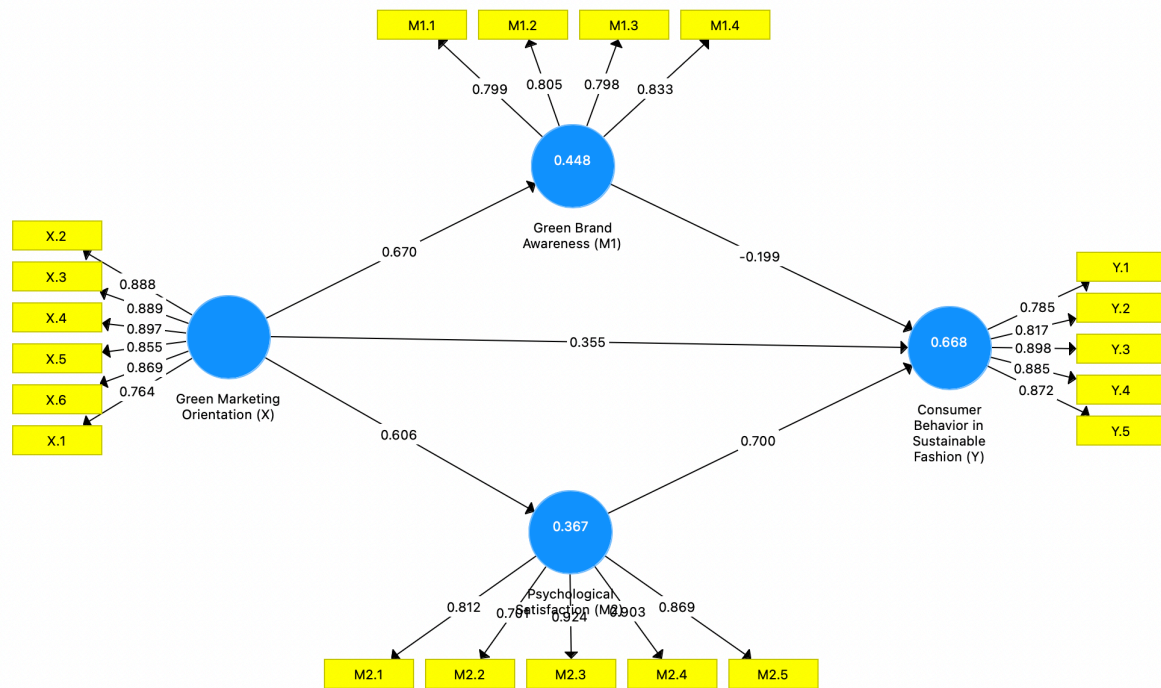 M1.1
M1.2
M1.3
M1.4
0.799
0.805
0.798
0.833
0.448
Green Brand
Awareness (M1)
X.2
X.3
X.4
X.5
X.6
X.1
0.888
0.889
0.897
0.855
0.869
0.764
Green Marketing
Orientation (X)
0.670
-0.199
0.355
0.606
0.700
0.668
Consumer
Behavior in
Sustainable
Fashion (Y)
0.785
0.817
0.898
0.885
0.872
Y.1
Y.2
Y.3
Y.4
Y.5
0.367
Psychological
Satisfaction (M2)
0.812
0.701
0.924
0.903
0.869
M2.1
M2.2
M2.3
M2.4
M2.5